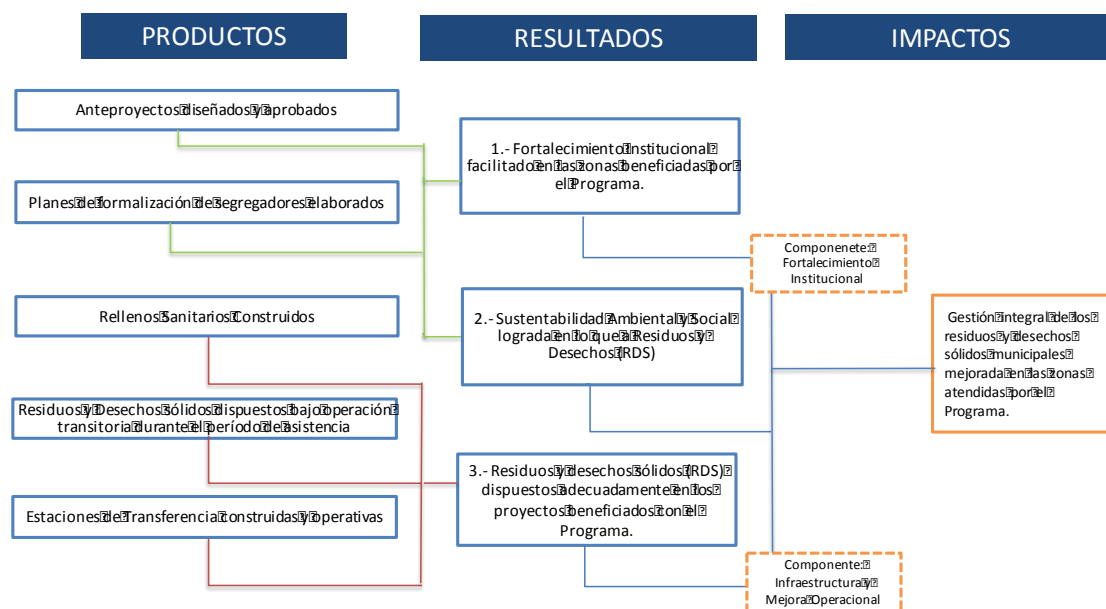 PRODUCTOS
RESULTADOS
IMPACTOS
Anteproyectos diseñados y aprobados
Planes de formalización de segregadores elaborados
Rellenos Sanitarios Construidos
Residuos y Desechos sólidos dispuestos bajo operación
transitoria durante el período de asistencia
Estaciones de Transferencia construidas y operativas
1.- Fortalecimiento Institucional
facilitado en las zonas beneficiadas por
el Programa.
2.- Sustentabilidad Ambiental y Social
lograda en lo que a Residuos y
Desechos (RDS)
3.- Residuos y desechos sólidos (RDS)
dispuestos adecuadamente en los
proyectos beneficiados con el
Programa.
Componenete:
Fortalecimiento
Institucional
Componente:
Infraestructura y
Mejora Operacional
Gestión integral de los
residuos y desechos
sólidos municipales
mejorada en las zonas
atendidas por el
Programa.